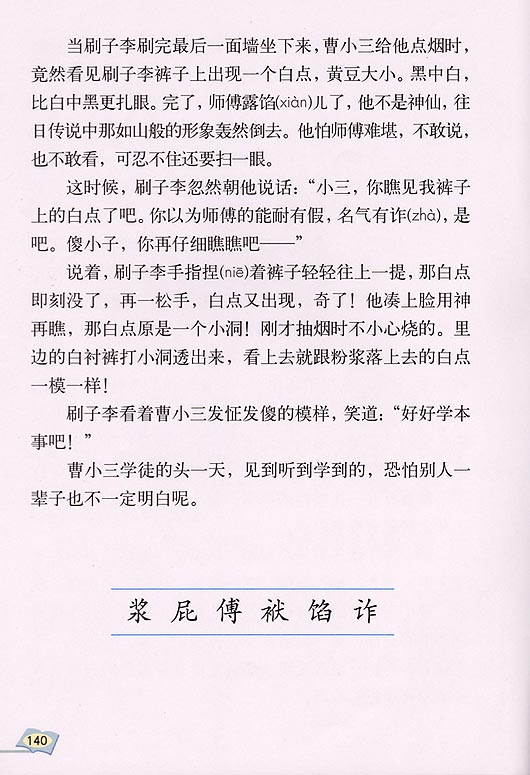 当刷子李刷完最后一面墙坐下来，曹小三给他点烟时，
竟然看见刷子李裤子上出现一个白点，黄豆大小。黑中白，
比白中黑更扎眼。完了，师傅露馅(xiàn)儿了，他不是神仙，往
日传说中那如山般的形象轰然倒去。他怕师傅难堪，不敢说，
也不敢看，可忍不住还要扫一眼。
这时候，刷子李忽然朝他说话：“小三，你瞧见我裤子
上的白点了吧。你以为师傅的能耐有假，名气有诈(zhà)，是
吧。傻小子，你再仔细瞧瞧吧——”
说着，刷子李手指捏(niē)着裤子轻轻往上一提，那白点
即刻没了，再一松手，白点又出现，奇了！他凑上脸用神
再瞧，那白点原是一个小洞！刚才抽烟时不小心烧的。里
边的白衬裤打小洞透出来，看上去就跟粉浆落上去的白点
一模一样！
刷子李看着曹小三发怔发傻的模样，笑道：“好好学本
事吧！”
曹小三学徒的头一天，见到听到学到的，恐怕别人一
辈子也不一定明白呢。
浆 屁 傅 袱 馅 诈
140